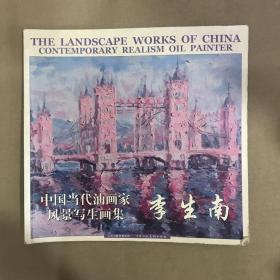 THE LANDSCAPE WORKS OF CHINA
CONTEMPORARY REALISM OIL PAINTER
中国当代油画家
风景写生画集
李生南